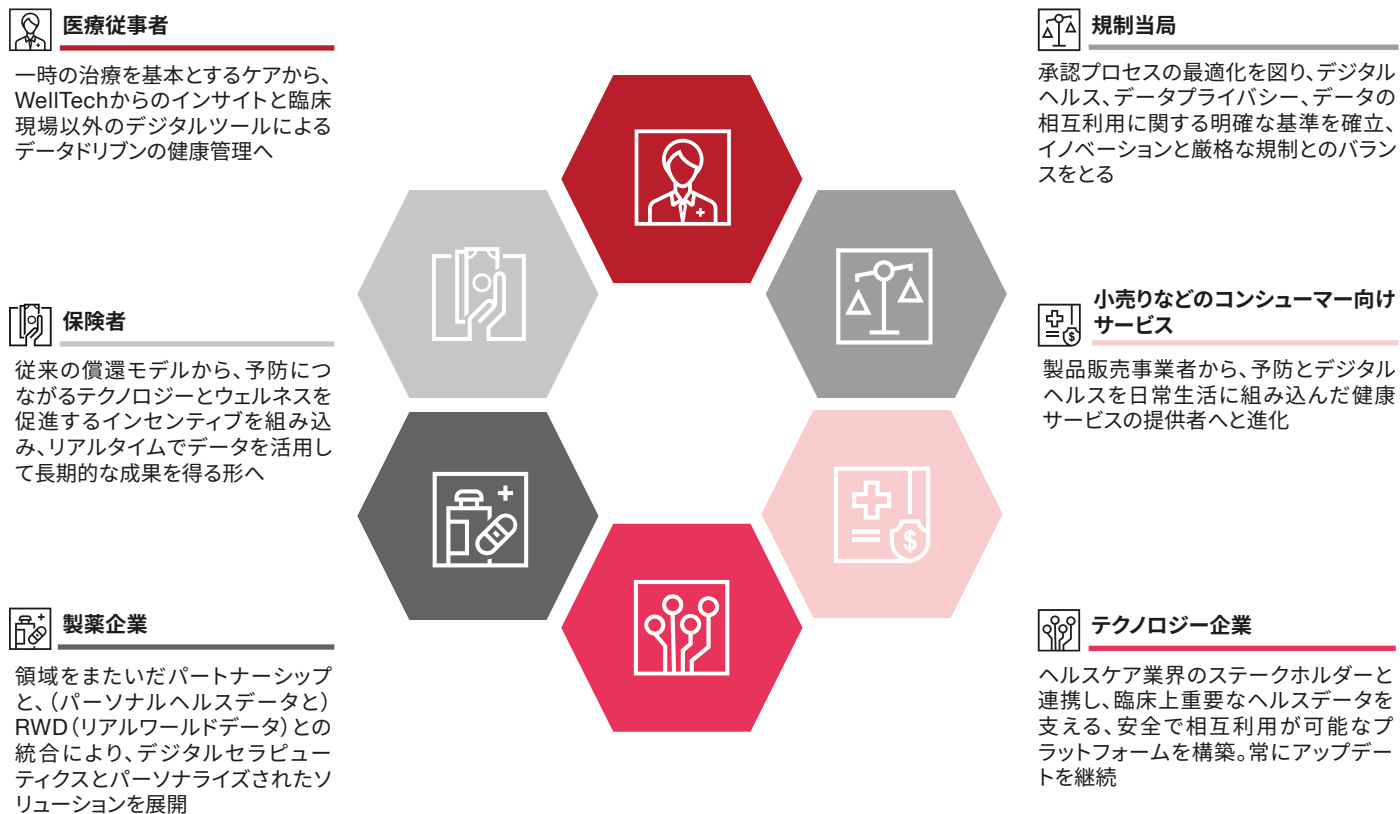 医療従事者
一時の治療を基本とするケアから、
WellTechからのインサイトと臨床
現場以外のデジタルツールによる
データドリブンの健康管理へ
保険者
従来の償還モデルから、予防につ
ながるテクノロジーとウェルネスを
促進するインセンティブを組み込
み、リアルタイムでデータを活用し
て長期的な成果を得る形へ
製薬企業
領域をまたいだパートナーシップ
と、（パーソナルヘルスデータと）
RWD（リアルワールドデータ）との
統合により、デジタルセラピュー
ティクスとパーソナライズされたソ
リューションを展開
規制当局
承認プロセスの最適化を図り、デジタル
ヘルス、データプライバシー、データの
相互利用に関する明確な基準を確立、
イノベーションと厳格な規制とのバラン
スをとる
小売りなどのコンシューマー向け
サービス
製品販売事業者から、予防とデジタル
ヘルスを日常生活に組み込んだ健康
サービスの提供者へと進化
テクノロジー企業
ヘルスケア業界のステークホルダーと
連携し、臨床上重要なヘルスデータを
支える、安全で相互利用が可能なプ
ラットフォームを構築。常にアップデー
トを継続